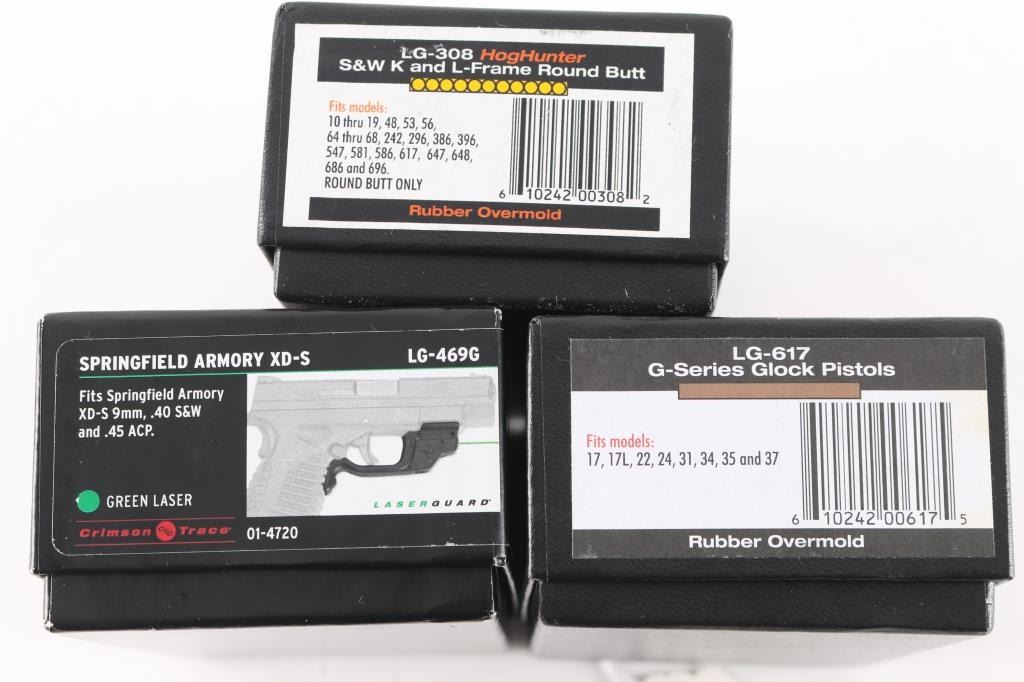 LG-308 HogHunter
S&W K and L-Frame Round Butt
Fits models:
10 thru 19, 48, 53, 56,
64 thru 68, 242, 296, 386, 396,
547, 581, 586, 617, 647, 648,
686 and 696.
ROUND BUTT ONLY
6 10242 00308 2
Rubber Overmold
SPRINGFIELD ARMORY XD-S LG-469G
Fits Springfield Armory
XD-S 9mm, .40 S&W
and .45 ACP.
GREEN LASER
LASERGUARD
Crimson CTC Trace 01-4720
LG-617
G-Series Glock Pistols
Fits models:
17, 17L, 22, 24, 31, 34, 35 and 37
6 10242 00617 5
Rubber Overmold